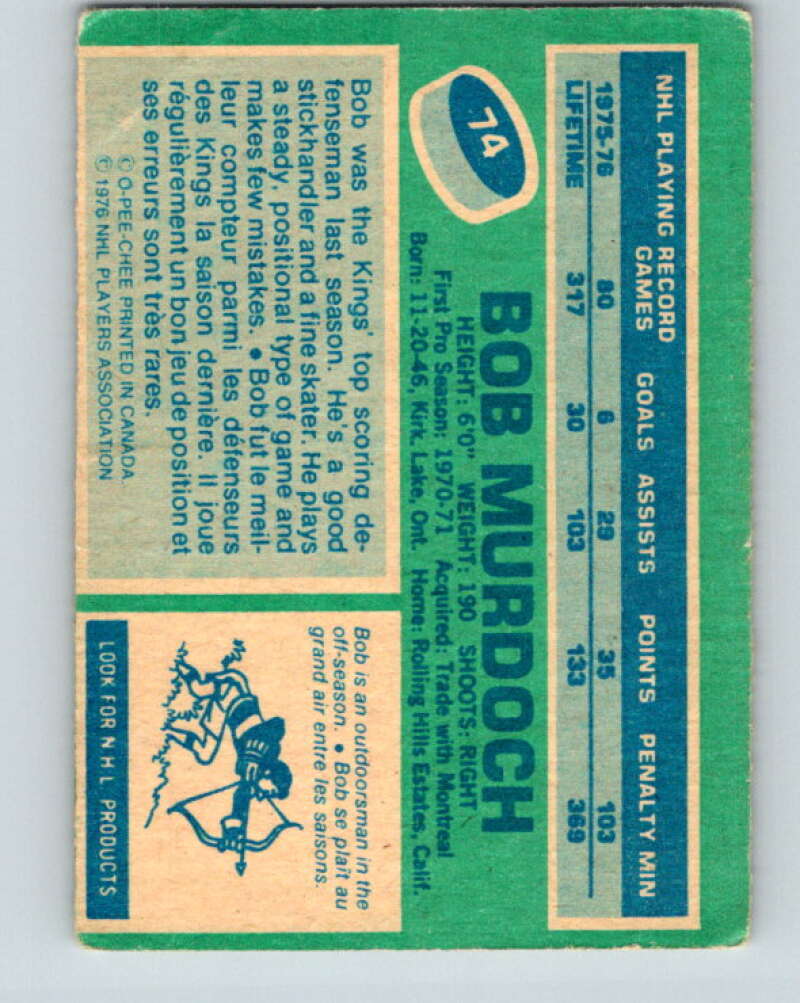 NHL PLAYING RECORD
GAMES GOALS ASSISTS POINTS PENALTY MIN
1975-76 80 6 29 35 103
LIFETIME 317 30 103 133 369
74
BOB MURDOCH
HEIGHT: 6'0" WEIGHT: 190 SHOOTS: RIGHT
First Pro Season: 1970-71 Acquired: Trade with Montreal
Born: 11-20-46, Kirk. Lake, Ont. Home: Rolling Hills Estates, Calif.
Bob was the Kings' top scoring de-
fenseman last season. He's a good
stickhandler and a fine skater. He plays
a steady, positional type of game and
makes few mistakes. • Bob fut le meil-
leur compteur parmi les défenseurs
des Kings la saison dernière. Il joue
régulièrement un bon jeu de position et
ses erreurs sont très rares.
© O-PEE-CHEE PRINTED IN CANADA.
© 1976 NHL PLAYERS ASSOCIATION
Bob is an outdoorsman in the
off-season. • Bob se plaît au
grand air entre les saisons.
LOOK FOR NHL PRODUCTS